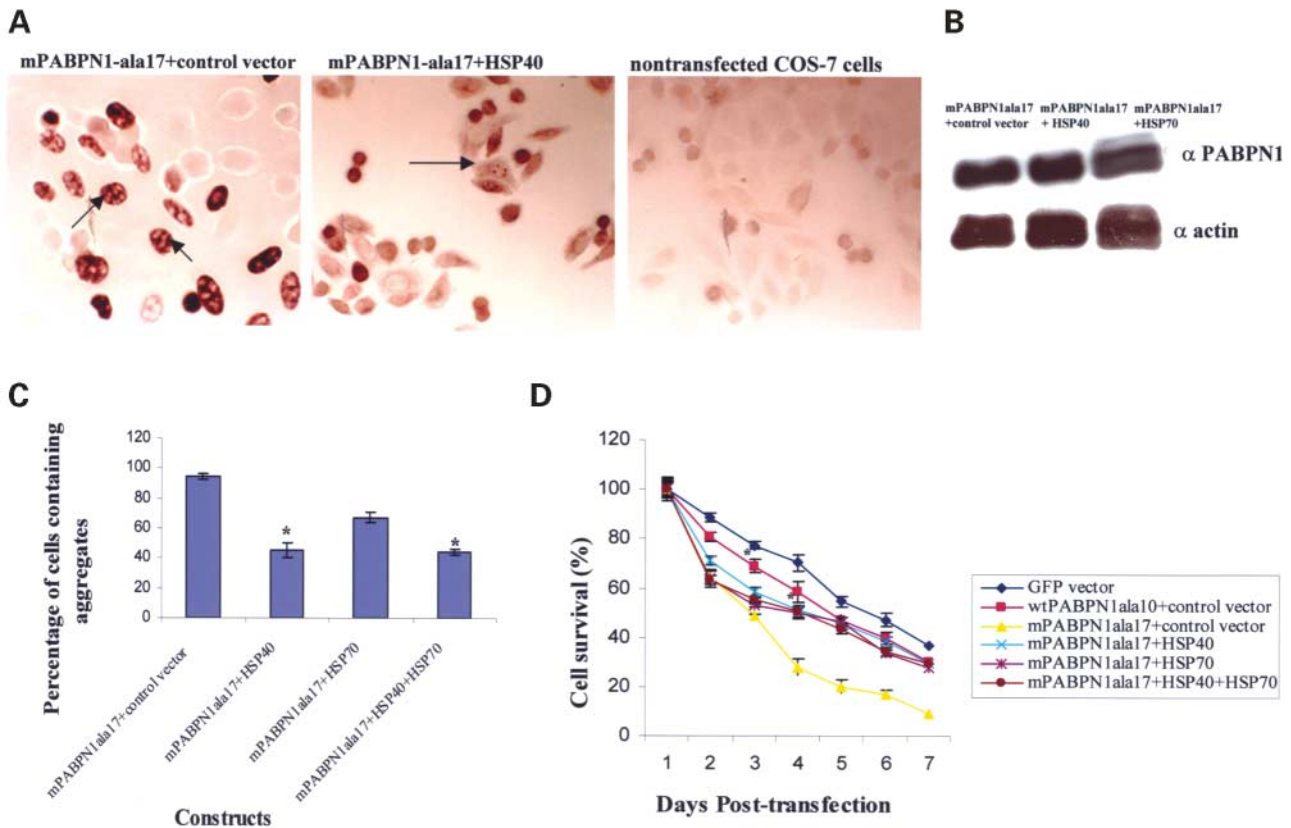 A
mPABPN1-ala17+control vector
mPABPN1-ala17+HSP40
nontransfected COS-7 cells
B
mPABPN1ala17
+control vector
mPABPN1ala17
+ HSP40
mPABPN1ala17
+HSP70
α PABPN1
α actin
C
Percentage of cells containing
aggregates
120
100
80
60
40
20
0
*
*
mPABPN1ala17+control vector
mPABPN1ala17+HSP40
mPABPN1ala17+HSP70
mPABPN1ala17+HSP40+HSP70
Constructs
D
Cell survival (%)
120
100
80
60
40
20
0
*
*
1 2 3 4 5 6 7
Days Post-transfection
GFP vector
wtPABPN1ala10+control vector
mPABPN1ala17+control vector
mPABPN1ala17+HSP40
mPABPN1ala17+HSP70
mPABPN1ala17+HSP40+HSP70